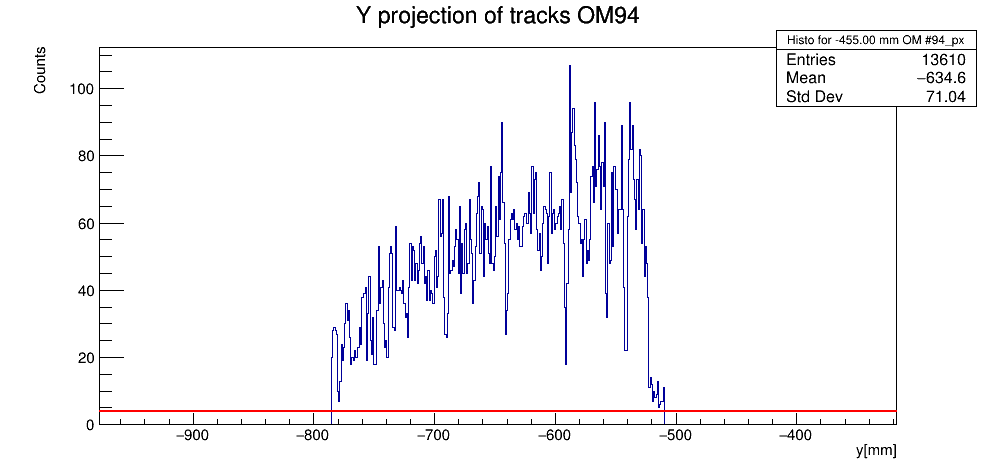 Y projection of tracks OM94
Histo for -455.00 mm OM #94_px
Entries 13610
Mean −634.6
Std Dev 71.04
Counts
100
80
60
40
20
0
−900 −800 −700 −600 −500 −400
y[mm]